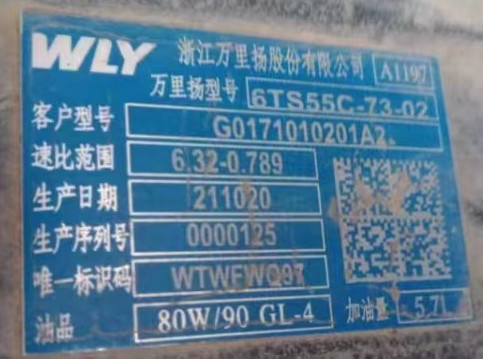 WLY 浙江万里扬股份有限公司 A1197
万里扬型号 6TS55C-73-02
客户型号 G0171010201A2
速比范围 6.32-0.789
生产日期 211020
生产序列号 0000125
唯一标识码 WTWFWQ97
油品 80W/90 GL-4 加油量 5.7L